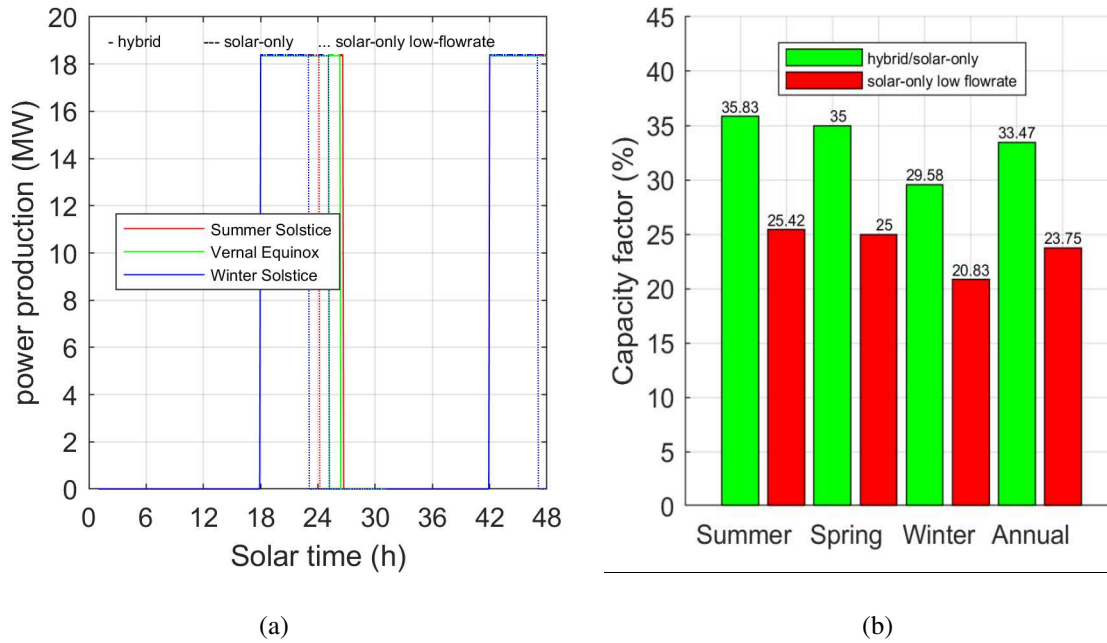 - hybrid --- solar-only ... solar-only low-flowrate
20
18
16
14
12
10
8
6
4
2
0
power production (MW)
Summer Solstice
Vernal Equinox
Winter Solstice
0 6 12 18 24 30 36 42 48
Solar time (h)
(a)
45
40
35
30
25
20
15
10
5
0
Capacity factor (%)
hybrid/solar-only
solar-only low flowrate
35.83 25.42 35 25 29.58 20.83 33.47 23.75
Summer Spring Winter Annual
(b)